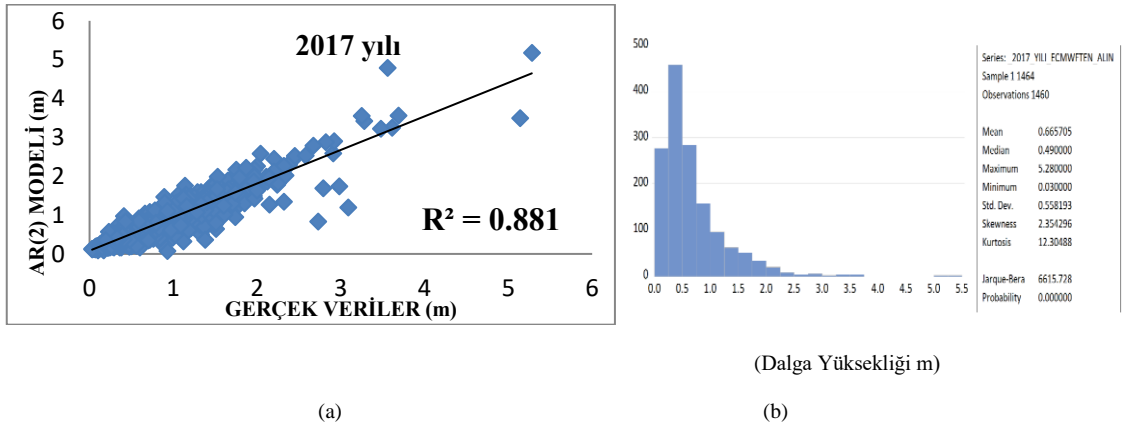 6
5
4
3
2
1
0
0 1 2 3 4 5 6
AR(2) MODELİ (m)
2017 yılı
R² = 0.881
GERÇEK VERİLER (m)
(a)
500
400
300
200
100
0
0.0 0.5 1.0 1.5 2.0 2.5 3.0 3.5 4.0 4.5 5.0 5.5
Series: _2017_YILI_ECMWFTEN_ALIN
Sample 1 1464
Observations 1460
Mean 0.665705
Median 0.490000
Maximum 5.280000
Minimum 0.030000
Std. Dev. 0.558193
Skewness 2.354296
Kurtosis 12.30488
Jarque-Bera 6615.728
Probability 0.000000
(Dalga Yüksekliği m)
(b)